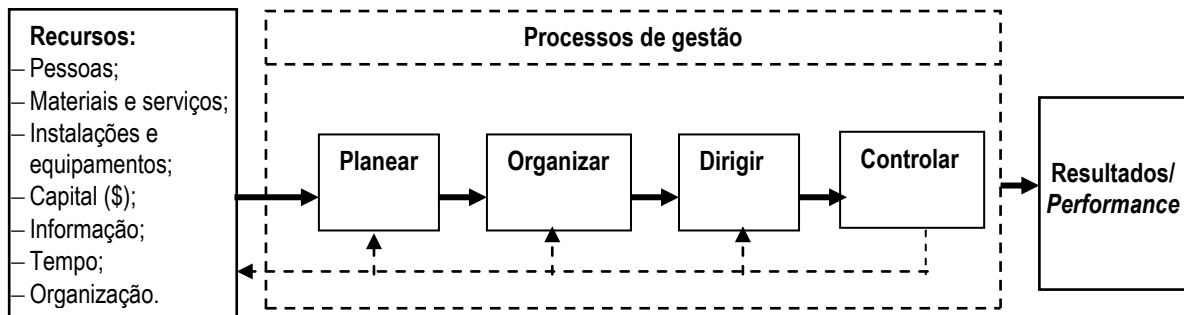 Recursos:
– Pessoas;
– Materiais e serviços;
– Instalações e
equipamentos;
– Capital ($);
– Informação;
– Tempo;
– Organização.
Processos de gestão
Planear
Organizar
Dirigir
Controlar
Resultados/
Performance